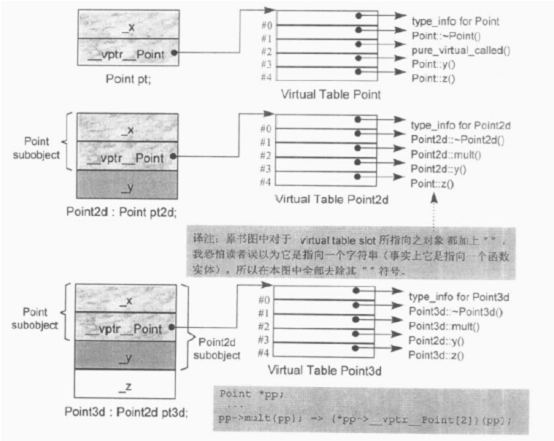 _x
__vptr__Point
Point pt;
#0
#1
#2
#3
#4
Virtual Table Point
type_info for Point
Point::~Point()
pure_virtual_called()
Point::y()
Point::z()
Point
subobject
_x
__vptr__Point
_y
Point2d : Point pt2d;
#0
#1
#2
#3
#4
Virtual Table Point2d
type_info for Point2d
Point2d::~Point2d()
Point2d::mult()
Point2d::y()
Point::z()
译注：原书图中对于 virtual table slot 所指向之对象 都加上 " "，
我恐怕读者误以为它是指向一个字符串（事实上它是指向一个函数
实体），所以在本图中全部去除其 " " 符号。
Point
subobject
_x
__vptr__Point
_y
_z
Point2d
subobject
Point3d : Point2d pt3d;
#0
#1
#2
#3
#4
Virtual Table Point3d
type_info for Point3d
Point3d::~Point3d()
Point3d::mult()
Point2d::y()
Point3d::z()
Point *pp;
...
pp->mult(pp); => (*pp->__vptr__Point[2])(pp);